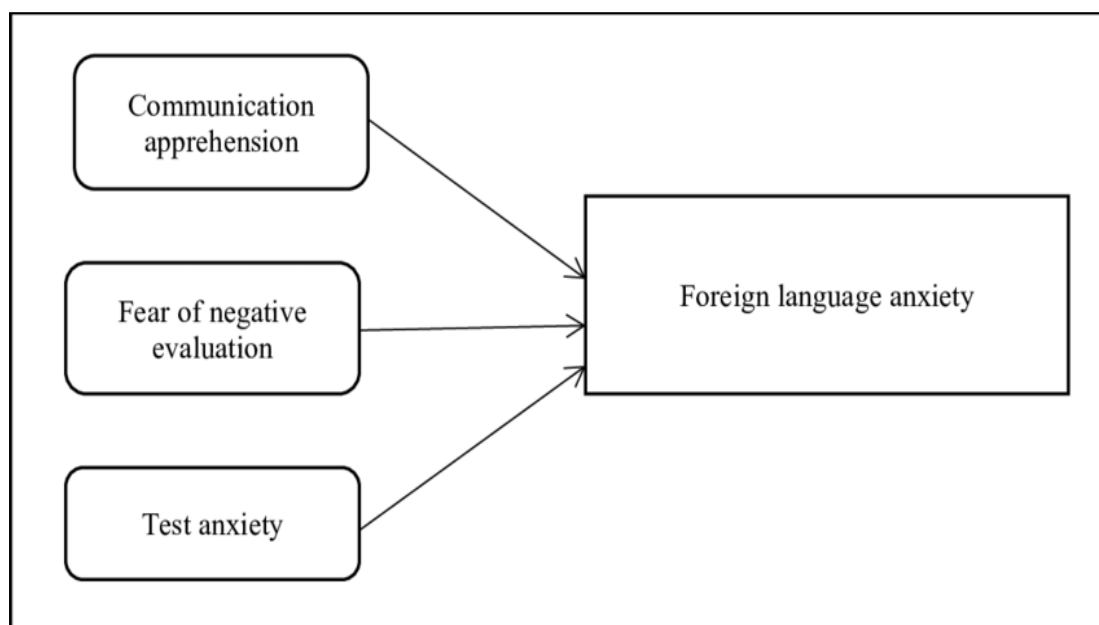 Communication
apprehension
Fear of negative
evaluation
Test anxiety
Foreign language anxiety